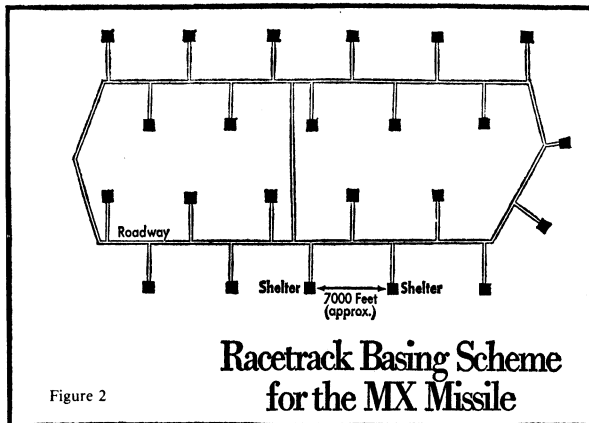 Roadway
Shelter
Shelter
7000 Feet
(approx.)
Racetrack Basing Scheme
for the MX Missile
Figure 2